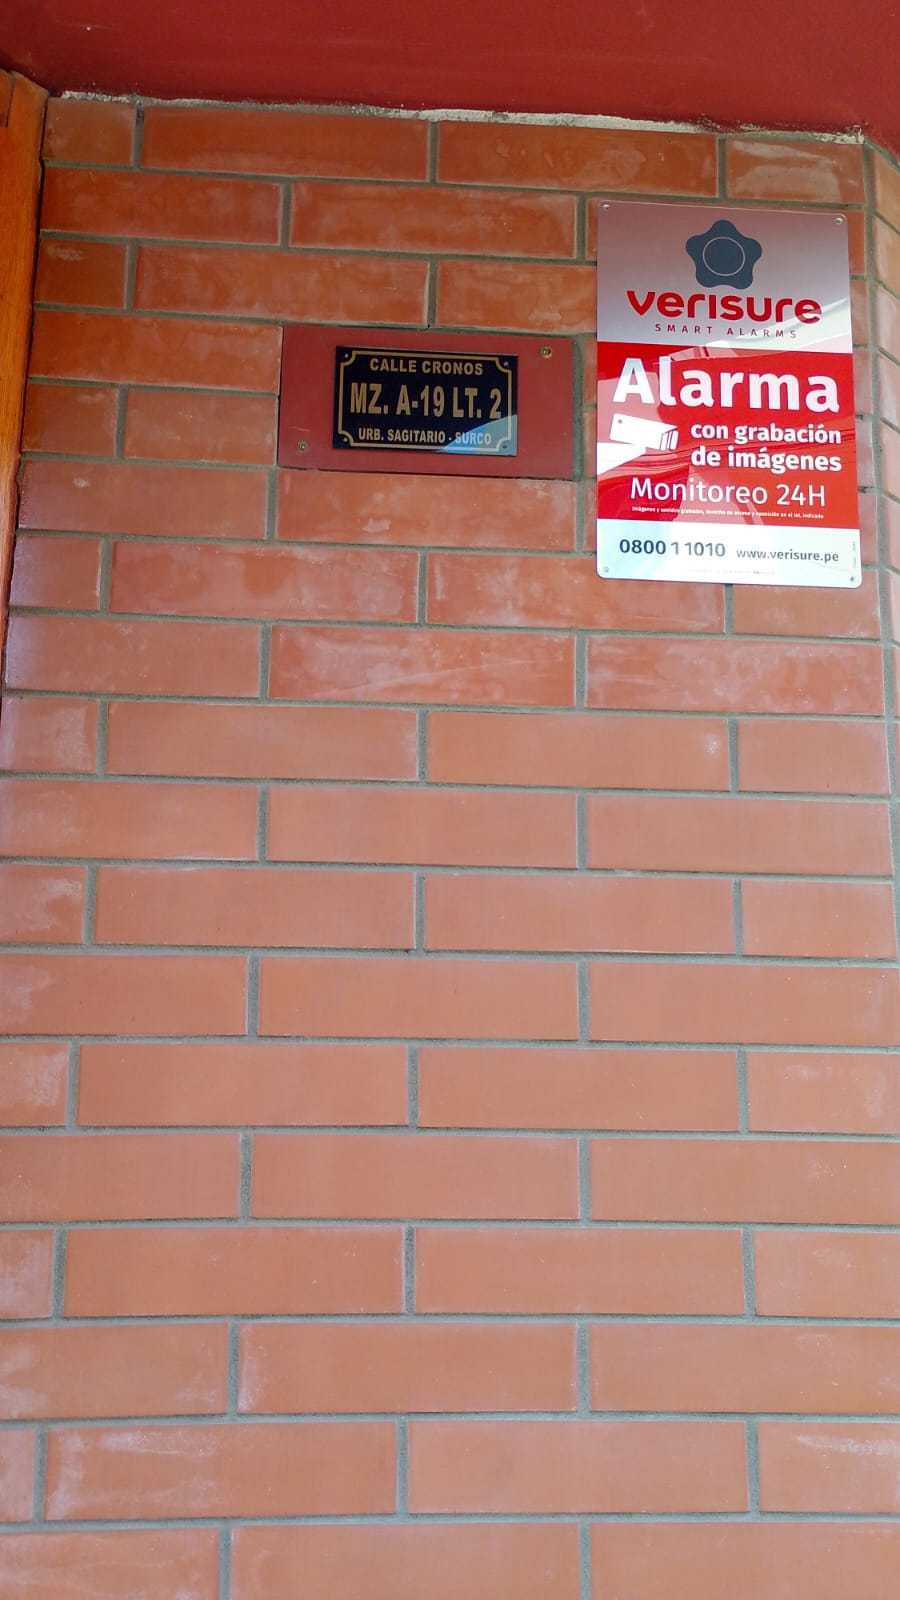 CALLE CRONOS
MZ. A-19 LT. 2
URB. SAGITARIO - SURCO
verisure
SMART ALARMS
Alarma
con grabación
de imágenes
Monitoreo 24H
0800 1 1010 www.verisure.pe